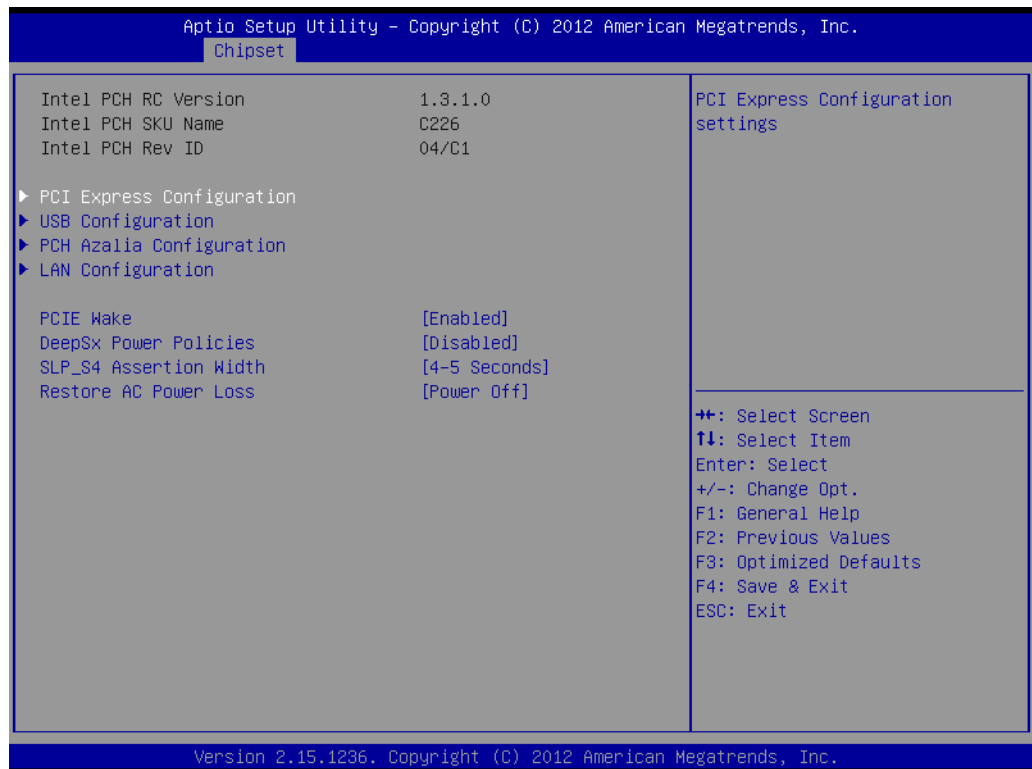 Aptio Setup Utility – Copyright (C) 2012 American Megatrends, Inc.
Chipset
Intel PCH RC Version 1.3.1.0
Intel PCH SKU Name C226
Intel PCH Rev ID 04/C1
▶ PCI Express Configuration
▶ USB Configuration
▶ PCH Azalia Configuration
▶ LAN Configuration
PCIE Wake [Enabled]
DeepSx Power Policies [Disabled]
SLP_S4 Assertion Width [4-5 Seconds]
Restore AC Power Loss [Power Off]
PCI Express Configuration
settings
→←: Select Screen
↑↓: Select Item
Enter: Select
+/-: Change Opt.
F1: General Help
F2: Previous Values
F3: Optimized Defaults
F4: Save & Exit
ESC: Exit
Version 2.15.1236. Copyright (C) 2012 American Megatrends, Inc.